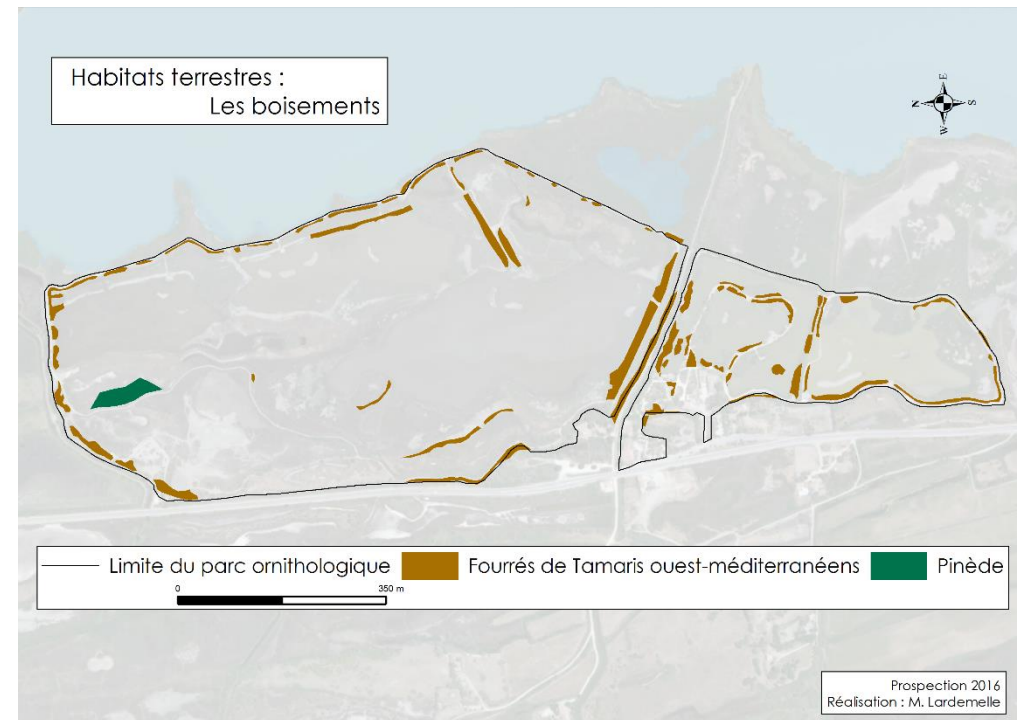 Habitats terrestres :
Les boisements
E
N
S
W
Limite du parc ornithologique
Fourrés de Tamaris ouest-méditerranéens
Pinède
0
350 m
Prospection 2016
Réalisation : M. Lardemelle